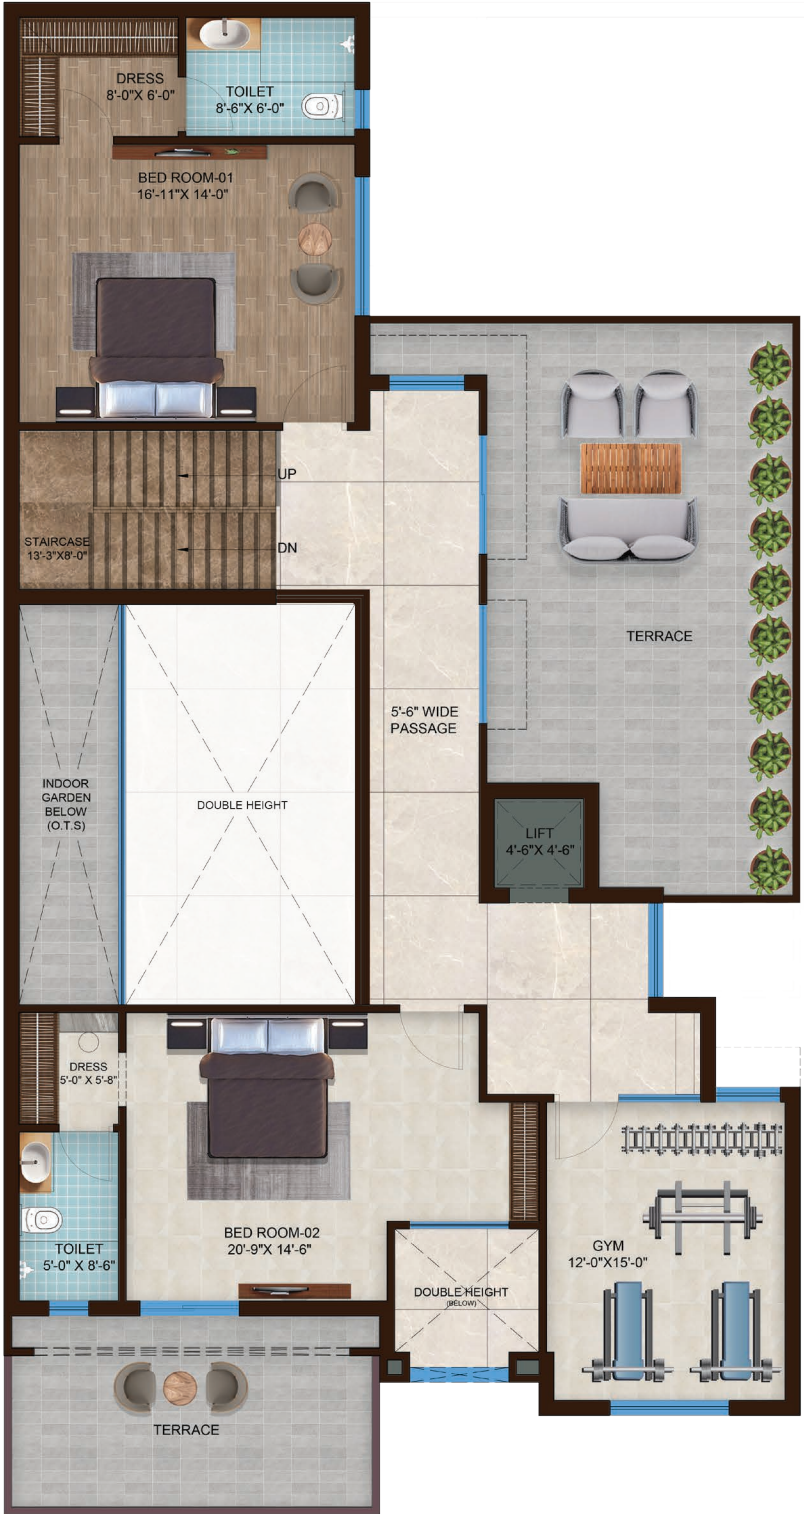 DRESS
8'-0"X 6'-0"
TOILET
8'-6"X 6'-0"
BED ROOM-01
16'-11"X 14'-0"
UP
STAIRCASE
13'-3"X8'-0"
DN
TERRACE
5'-6" WIDE
PASSAGE
INDOOR
GARDEN
BELOW
(O.T.S)
DOUBLE HEIGHT
LIFT
4'-6"X 4'-6"
DRESS
5'-0" X 5'-8"
BED ROOM-02
20'-9"X 14'-6"
TOILET
5'-0" X 8'-6"
GYM
12'-0"X15'-0"
DOUBLE HEIGHT
(BELOW)
TERRACE